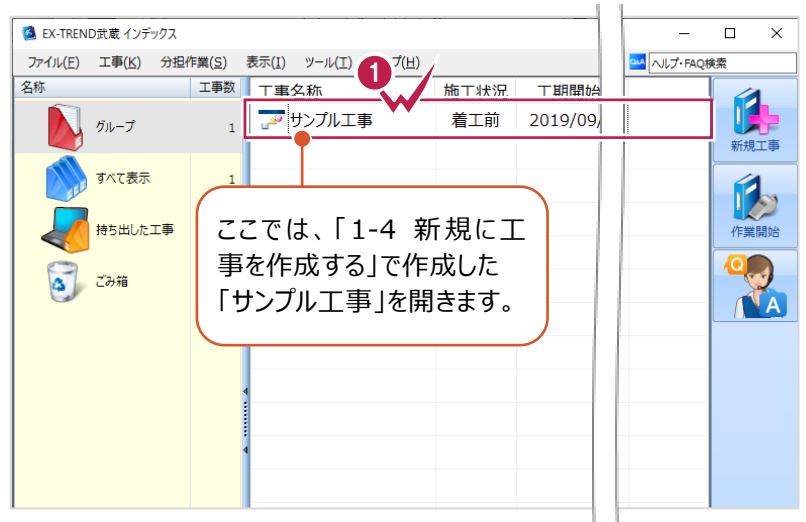 EX-TREND武蔵 インデックス
ファイル(F) 工事(K) 分担作業(S) 表示(I) ツール(T) プ(H)
Q&A ヘルプ・FAQ検索
名称 工事数 工事名称 施工状況 工期開始
1
グループ 1
サンプル工事 着工前 2019/09/
新規工事
すべて表示 1
持ち出した工事
作業開始
ごみ箱
Q
A
ここでは、「1-4 新規に工
事を作成する」で作成した
「サンプル工事」を開きます。